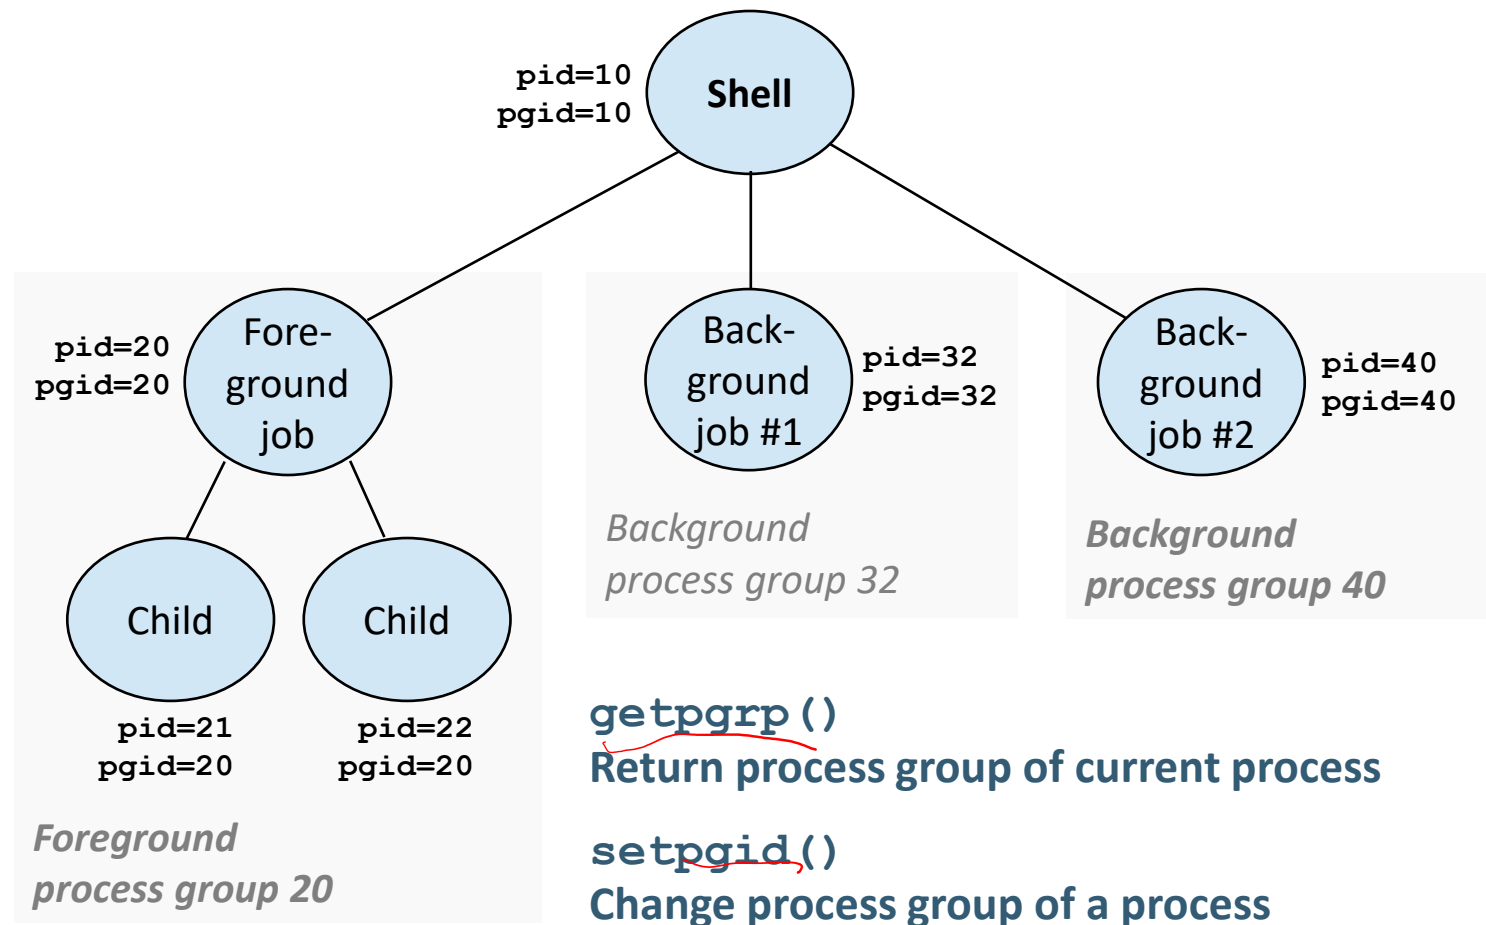 pid=10
pgid=10
Shell
pid=20
pgid=20
Fore-
ground
job
Back-
ground
job #1
pid=32
pgid=32
Back-
ground
job #2
pid=40
pgid=40
Background
process group 32
Background
process group 40
Child
Child
pid=21
pgid=20
pid=22
pgid=20
Foreground
process group 20
getpgrp()
Return process group of current process
setpgid()
Change process group of a process